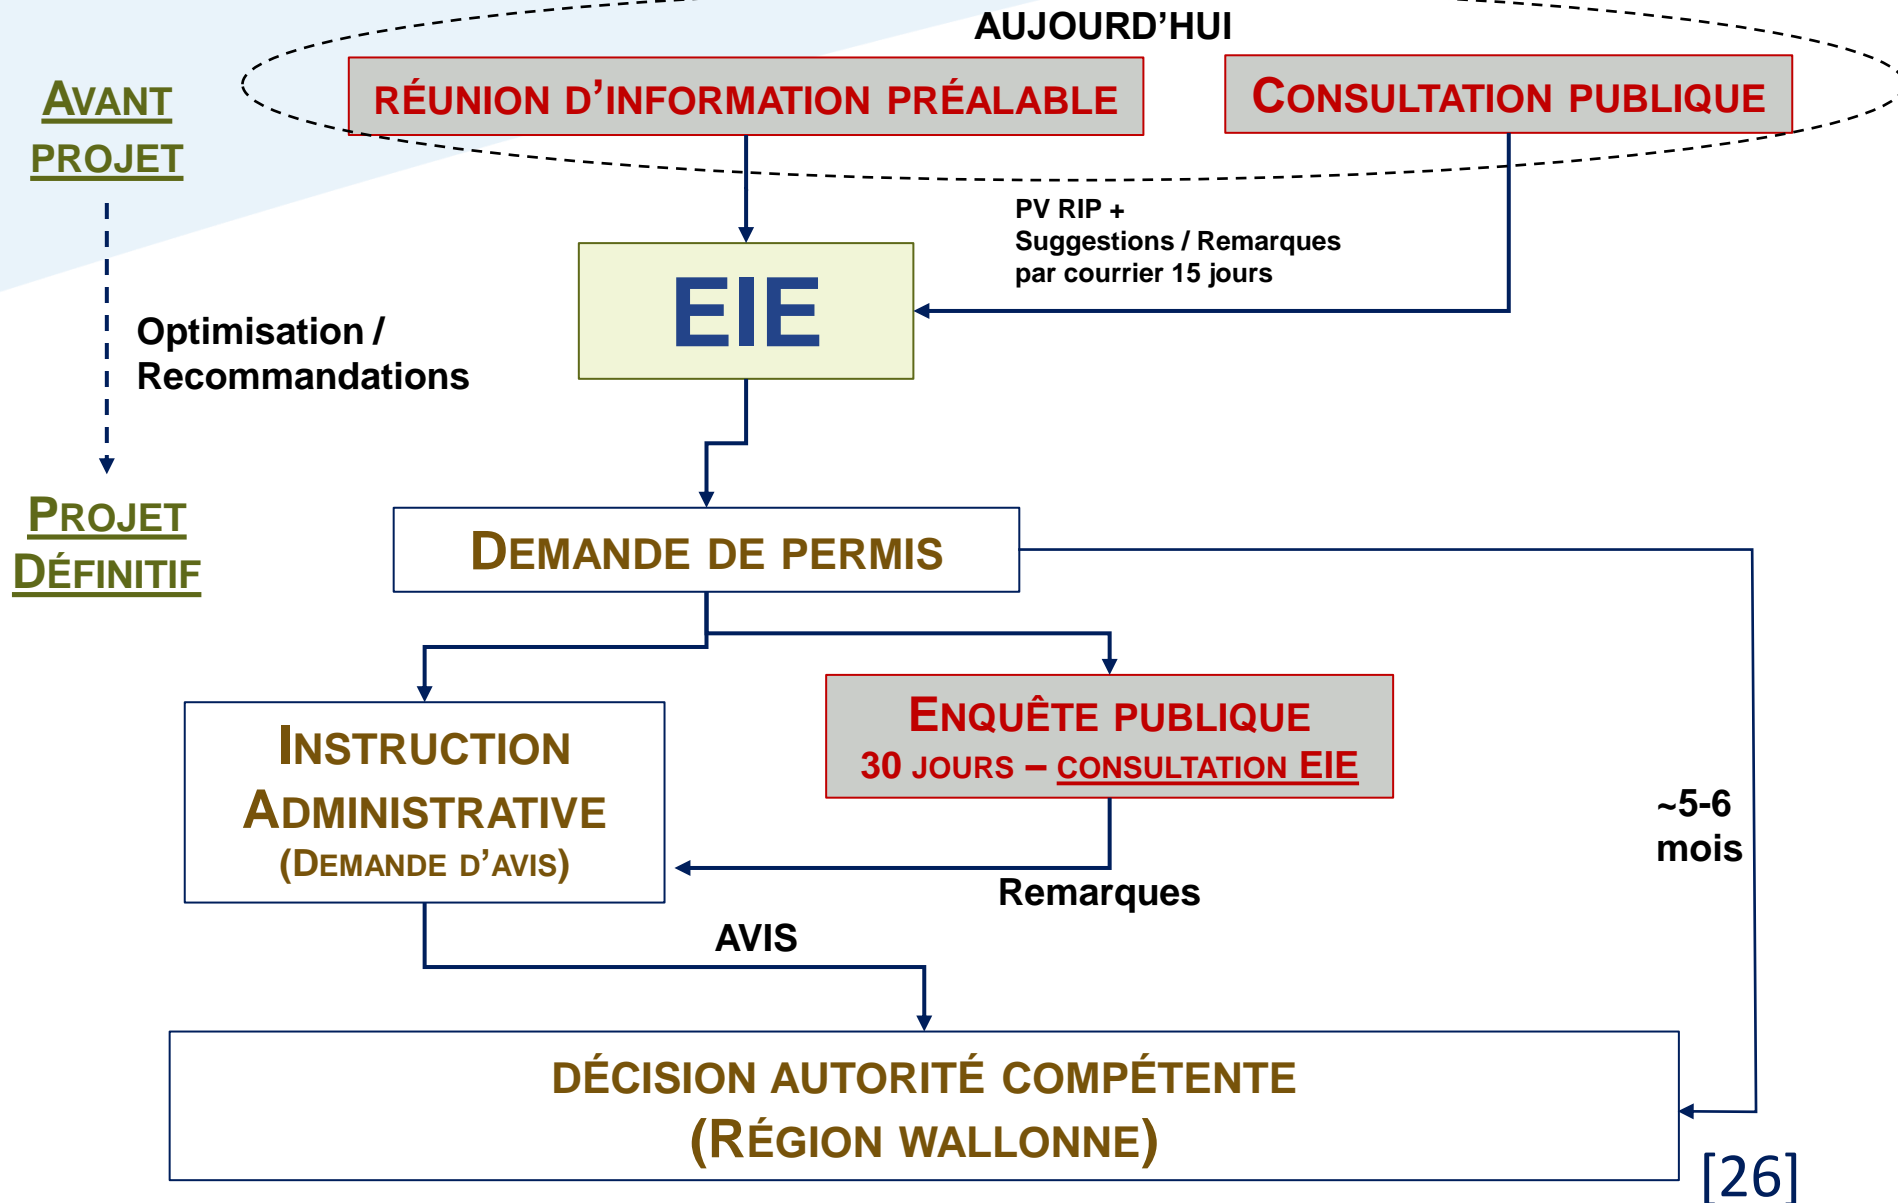 AUJOURD’HUI
AVANT
PROJET
RÉUNION D’INFORMATION PRÉALABLE
CONSULTATION PUBLIQUE
PV RIP +
Suggestions / Remarques
par courrier 15 jours
EIE
Optimisation /
Recommandations
PROJET
DÉFINITIF
DEMANDE DE PERMIS
INSTRUCTION
ADMINISTRATIVE
(DEMANDE D’AVIS)
ENQUÊTE PUBLIQUE
30 JOURS – CONSULTATION EIE
~5-6
mois
Remarques
AVIS
DÉCISION AUTORITÉ COMPÉTENTE
(RÉGION WALLONNE)
[26]